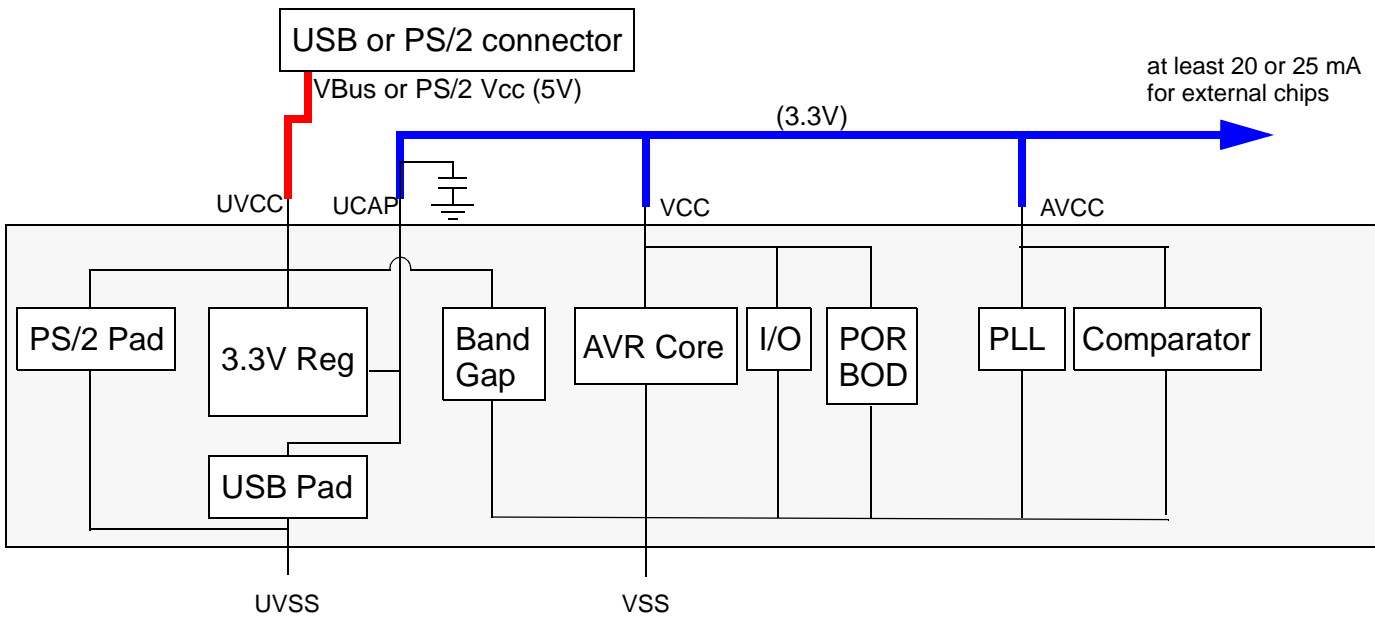 USB or PS/2 connector
VBus or PS/2 Vcc (5V)
at least 20 or 25 mA
for external chips
(3.3V)
UVCC
UCAP
VCC
AVCC
PS/2 Pad
3.3V Reg
Band
Gap
AVR Core
I/O
POR
BOD
PLL
Comparator
USB Pad
UVSS
VSS